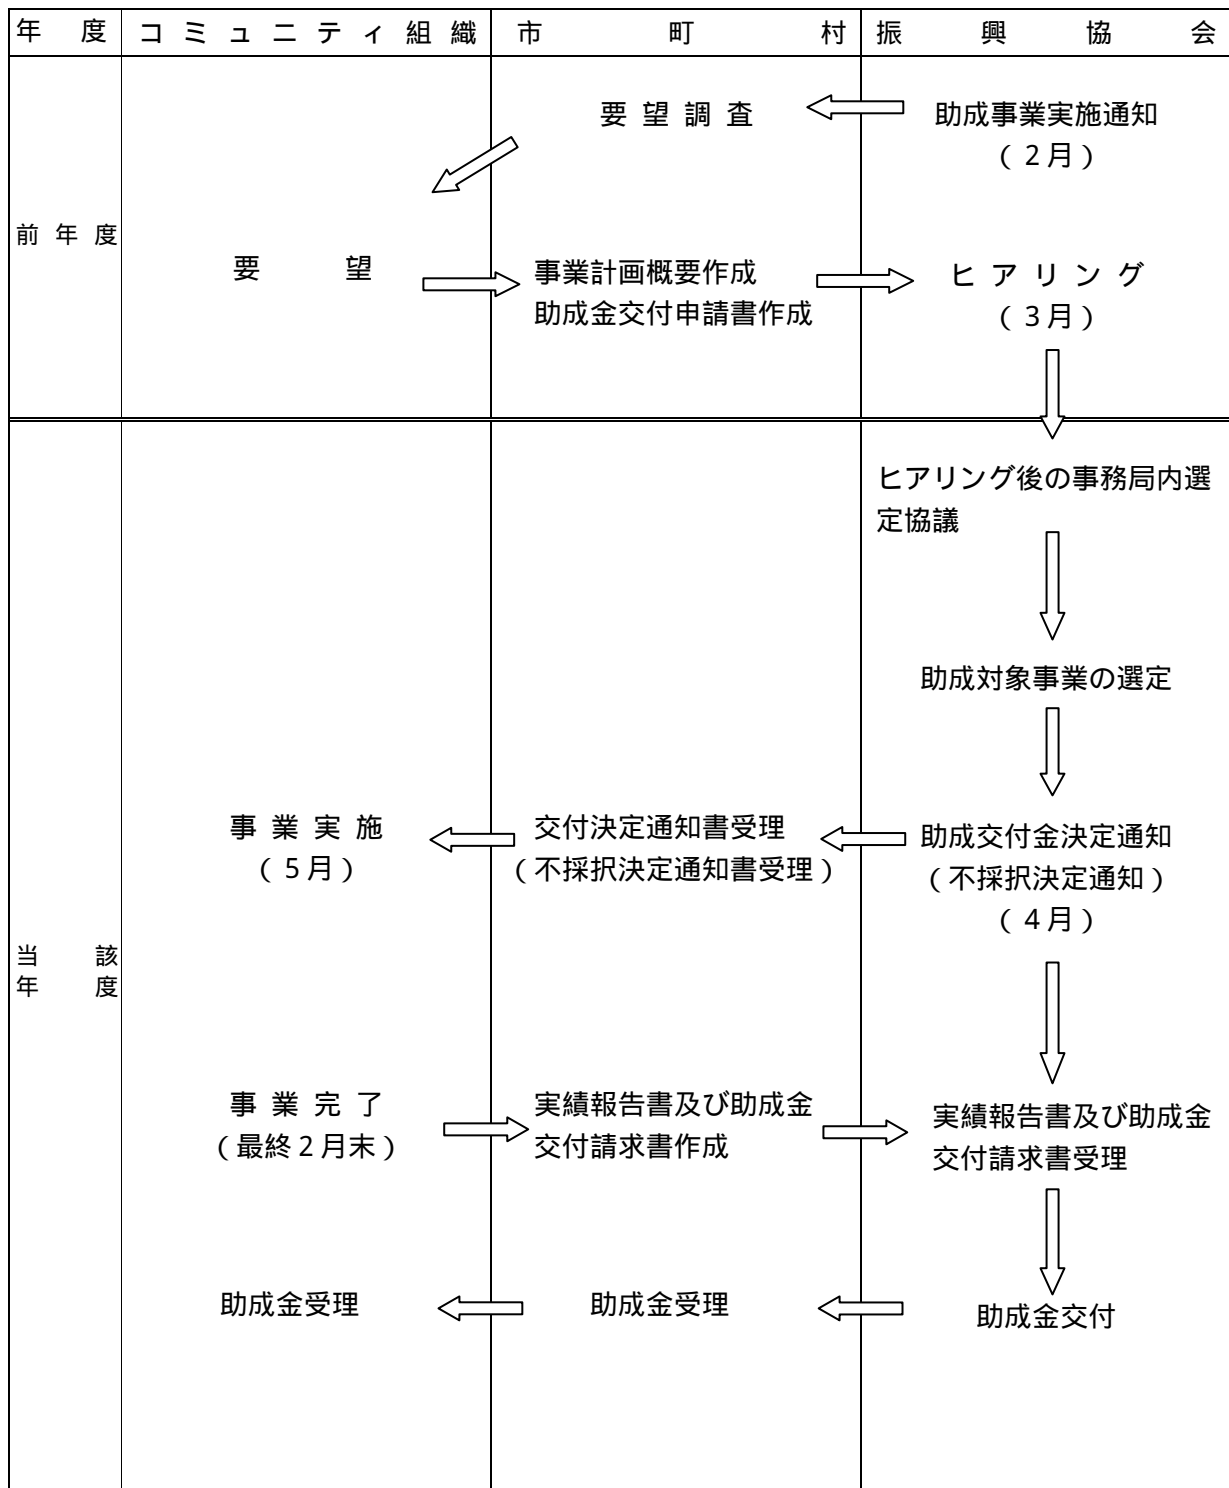 年度 コミュニティ組織 市町村 振興協会
前年度
要望調査
助成事業実施通知
（2月）
要望
事業計画概要作成
助成金交付申請書作成
ヒアリング
（3月）
当該
年度
ヒアリング後の事務局内選
定協議
助成対象事業の選定
事業実施
（5月）
交付決定通知書受理
（不採択決定通知書受理）
助成交付金決定通知
（不採択決定通知）
（4月）
事業完了
（最終2月末）
実績報告書及び助成金
交付請求書作成
実績報告書及び助成金
交付請求書受理
助成金受理
助成金受理
助成金交付